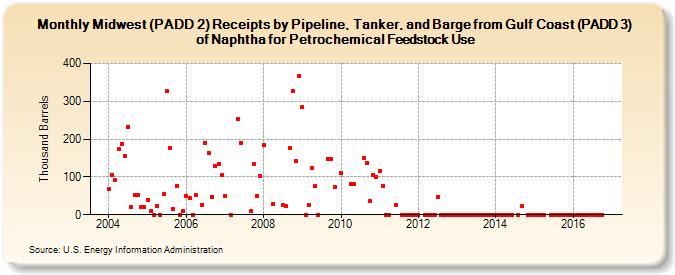 Monthly Midwest (PADD 2) Receipts by Pipeline, Tanker, and Barge from Gulf Coast (PADD 3)
of Naphtha for Petrochemical Feedstock Use
Thousand Barrels
400
300
200
100
0
2004 2006 2008 2010 2012 2014 2016
Source: U.S. Energy Information Administration